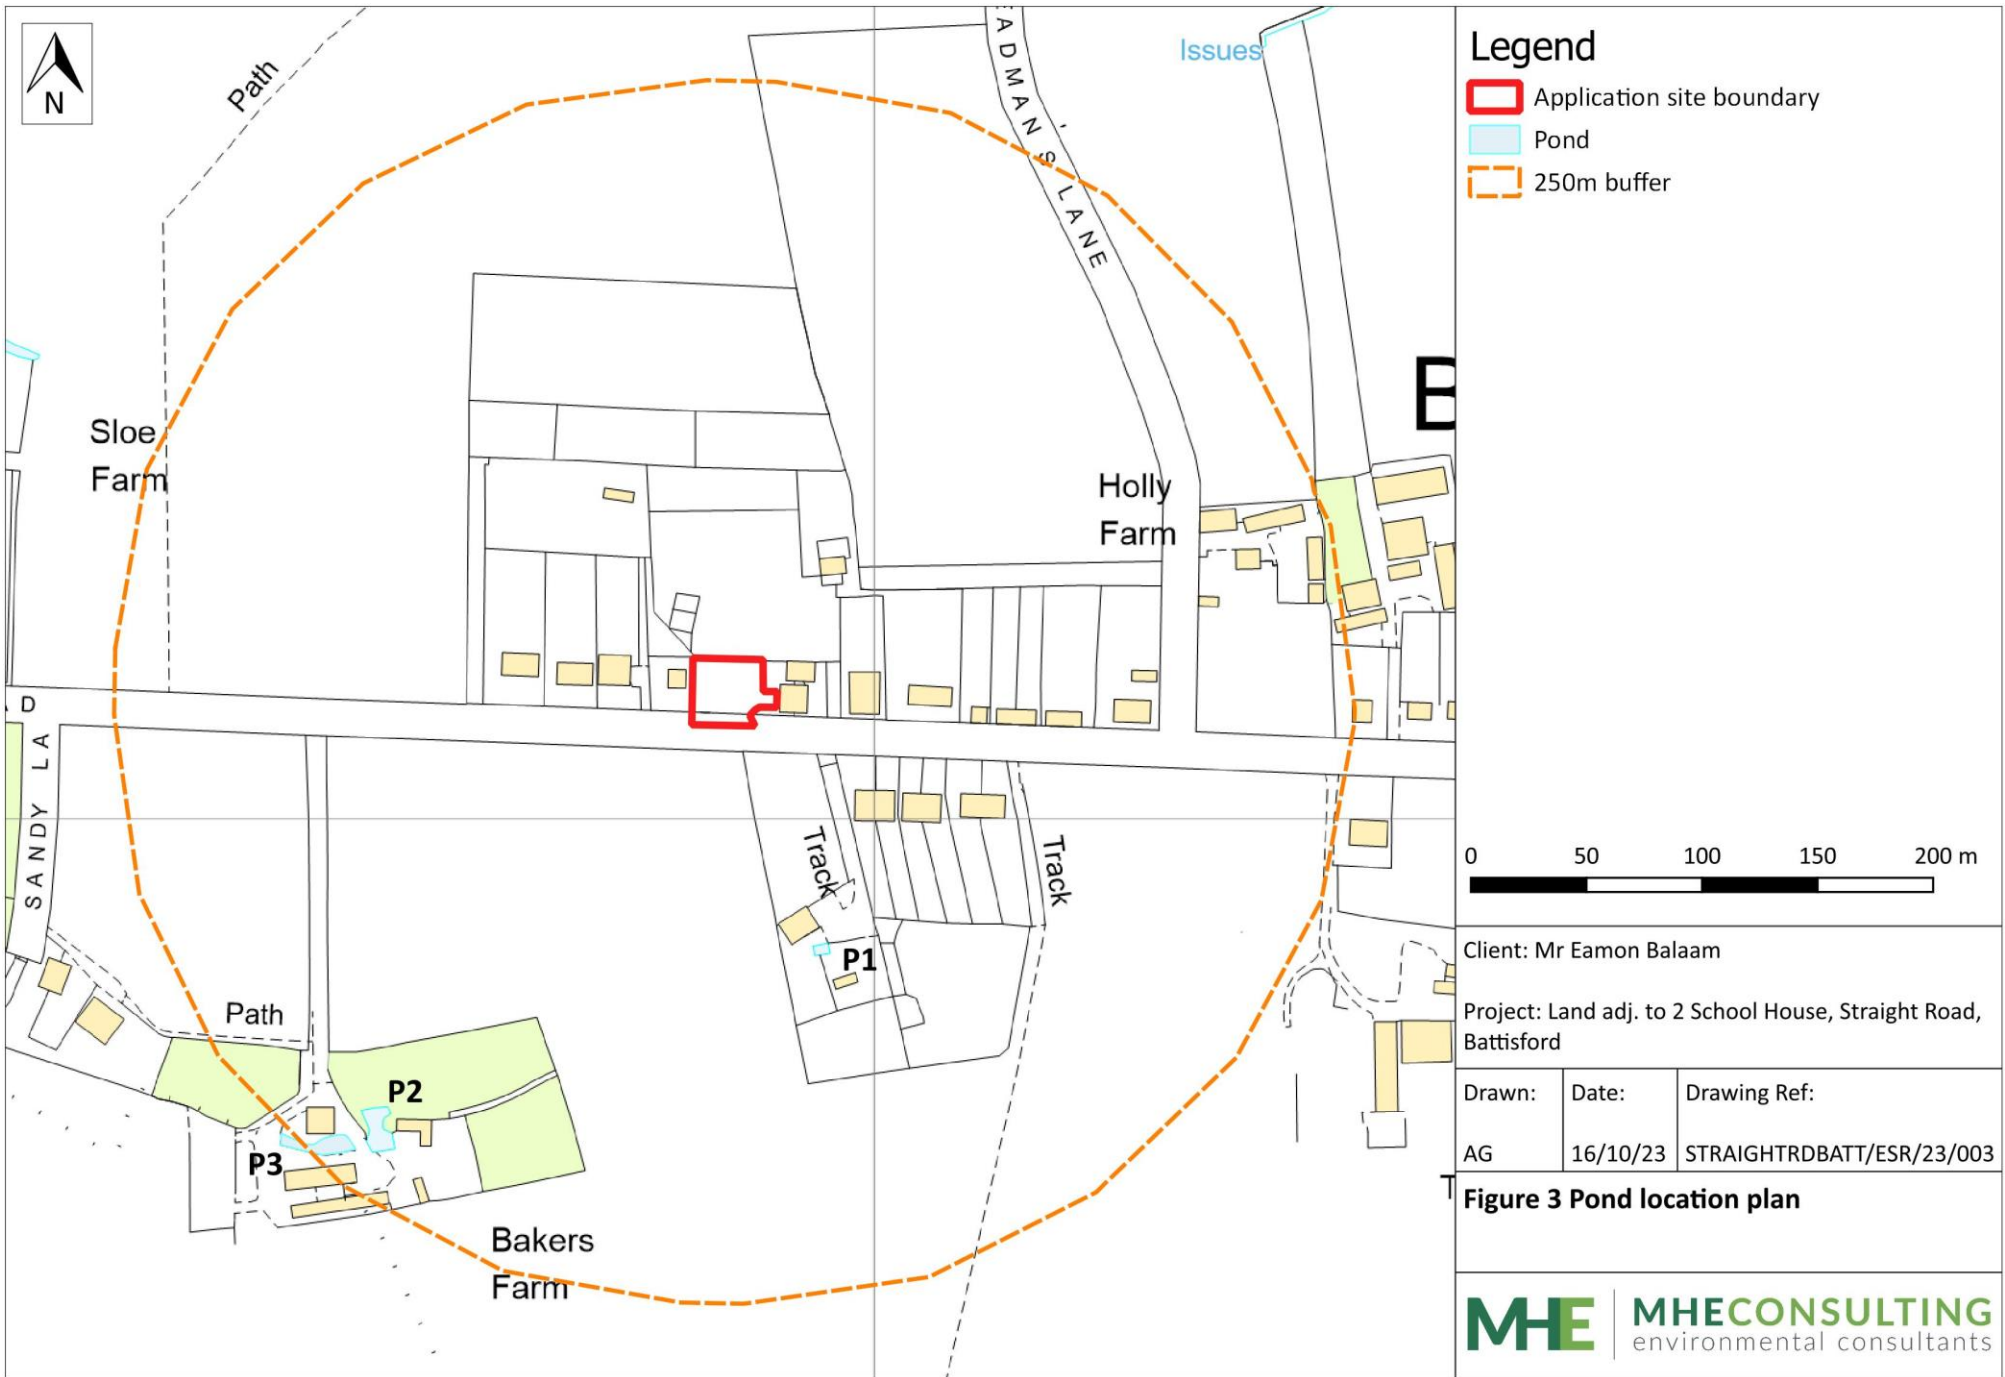 N
Path
Issues
EADMAN'S LANE
Sloe
Farm
Holly
Farm
B
D
SANDY LA
Track
Track
P1
Path
P2
P3
Bakers
Farm
T
Legend
Application site boundary
Pond
250m buffer
0 50 100 150 200 m
Client: Mr Eamon Balaam
Project: Land adj. to 2 School House, Straight Road,
Battisford
Drawn: Date: Drawing Ref:
AG 16/10/23 STRAIGHTRDBATT/ESR/23/003
Figure 3 Pond location plan
MHE MHECONSULTING
environmental consultants